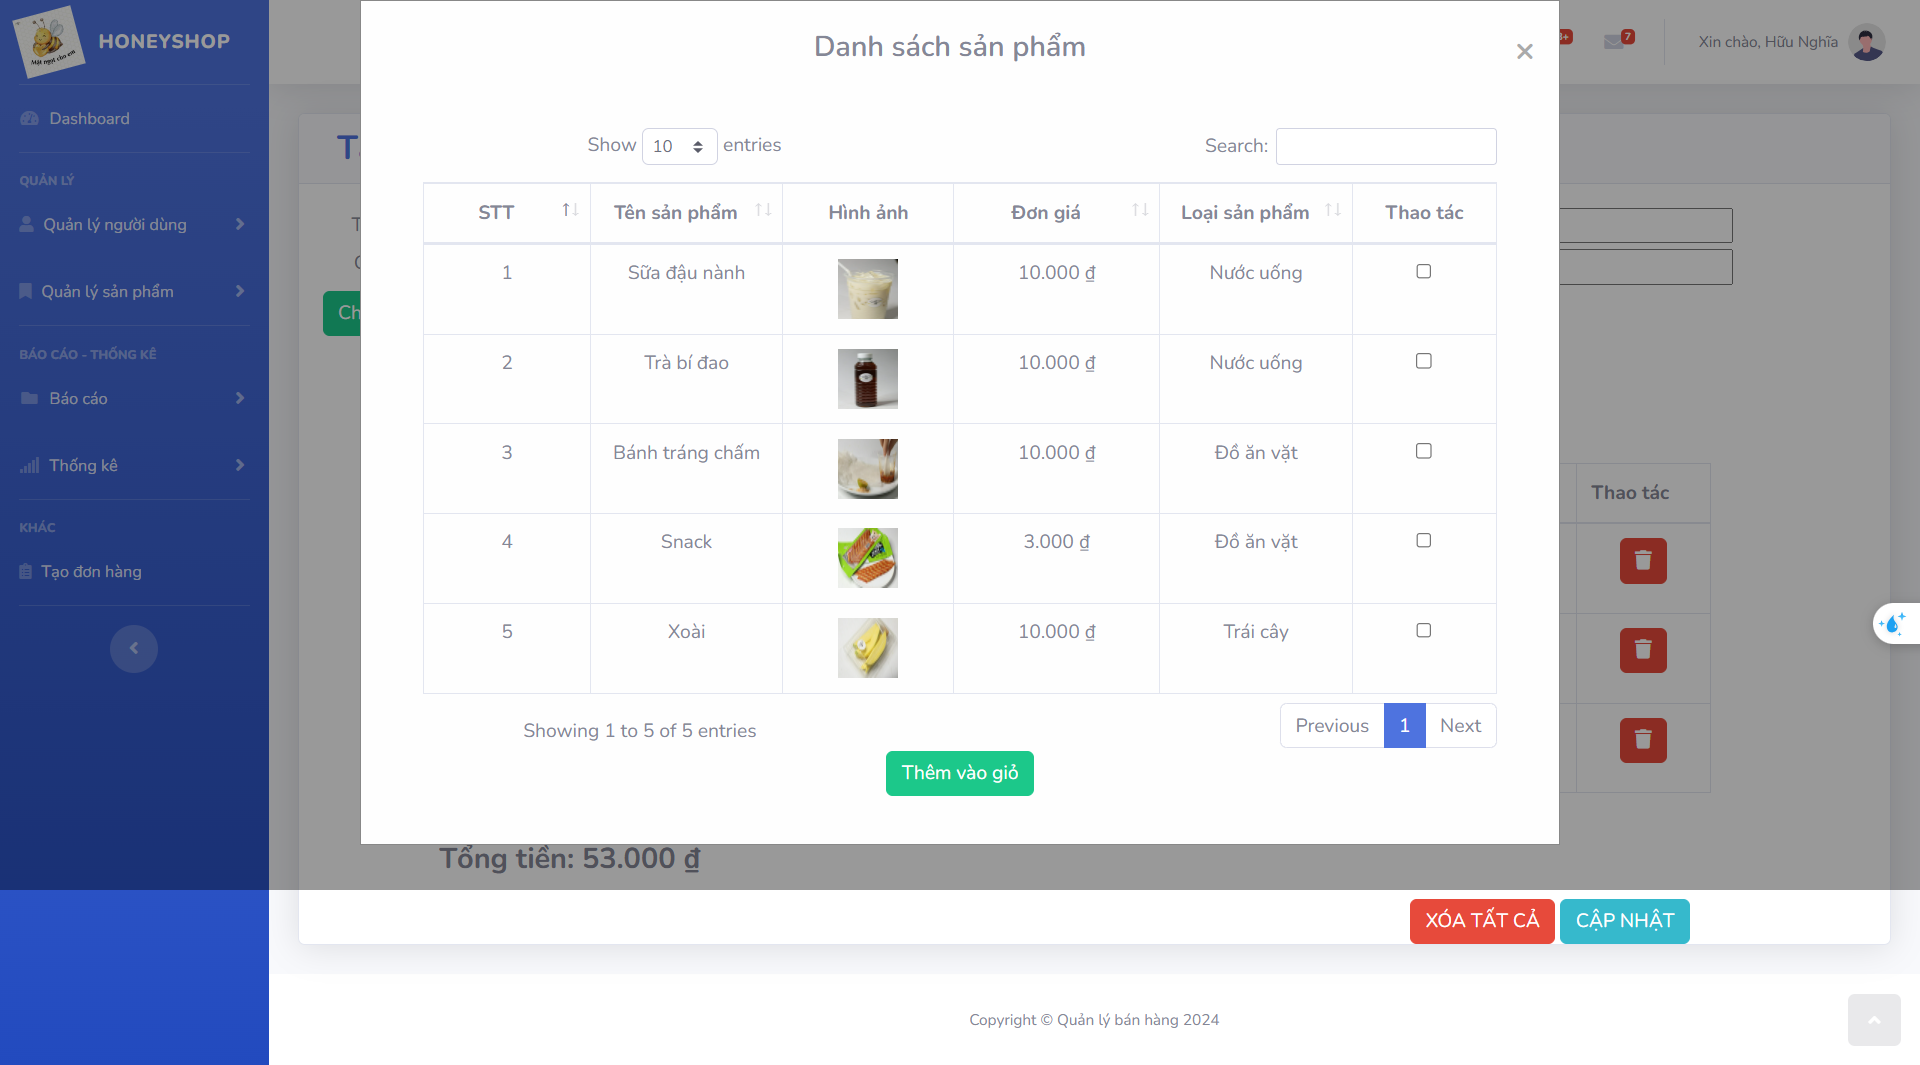 HONEYSHOP
Mật ngọt cho em
Dashboard
QUẢN LÝ
Quản lý người dùng
Quản lý sản phẩm
BÁO CÁO - THỐNG KÊ
Báo cáo
Thống kê
KHÁC
Tạo đơn hàng
7
Xin chào, Hữu Nghĩa
Danh sách sản phẩm
×
Show 10 entries
Search:
STT Tên sản phẩm Hình ảnh Đơn giá Loại sản phẩm Thao tác
1 Sữa đậu nành 10.000 ₫ Nước uống
2 Trà bí đao 10.000 ₫ Nước uống
3 Bánh tráng chấm 10.000 ₫ Đồ ăn vặt
4 Snack 3.000 ₫ Đồ ăn vặt
5 Xoài 10.000 ₫ Trái cây
Showing 1 to 5 of 5 entries
Previous 1 Next
Thêm vào giỏ
Thao tác
Tổng tiền: 53.000 ₫
XÓA TẤT CẢ CẬP NHẬT
Copyright © Quản lý bán hàng 2024